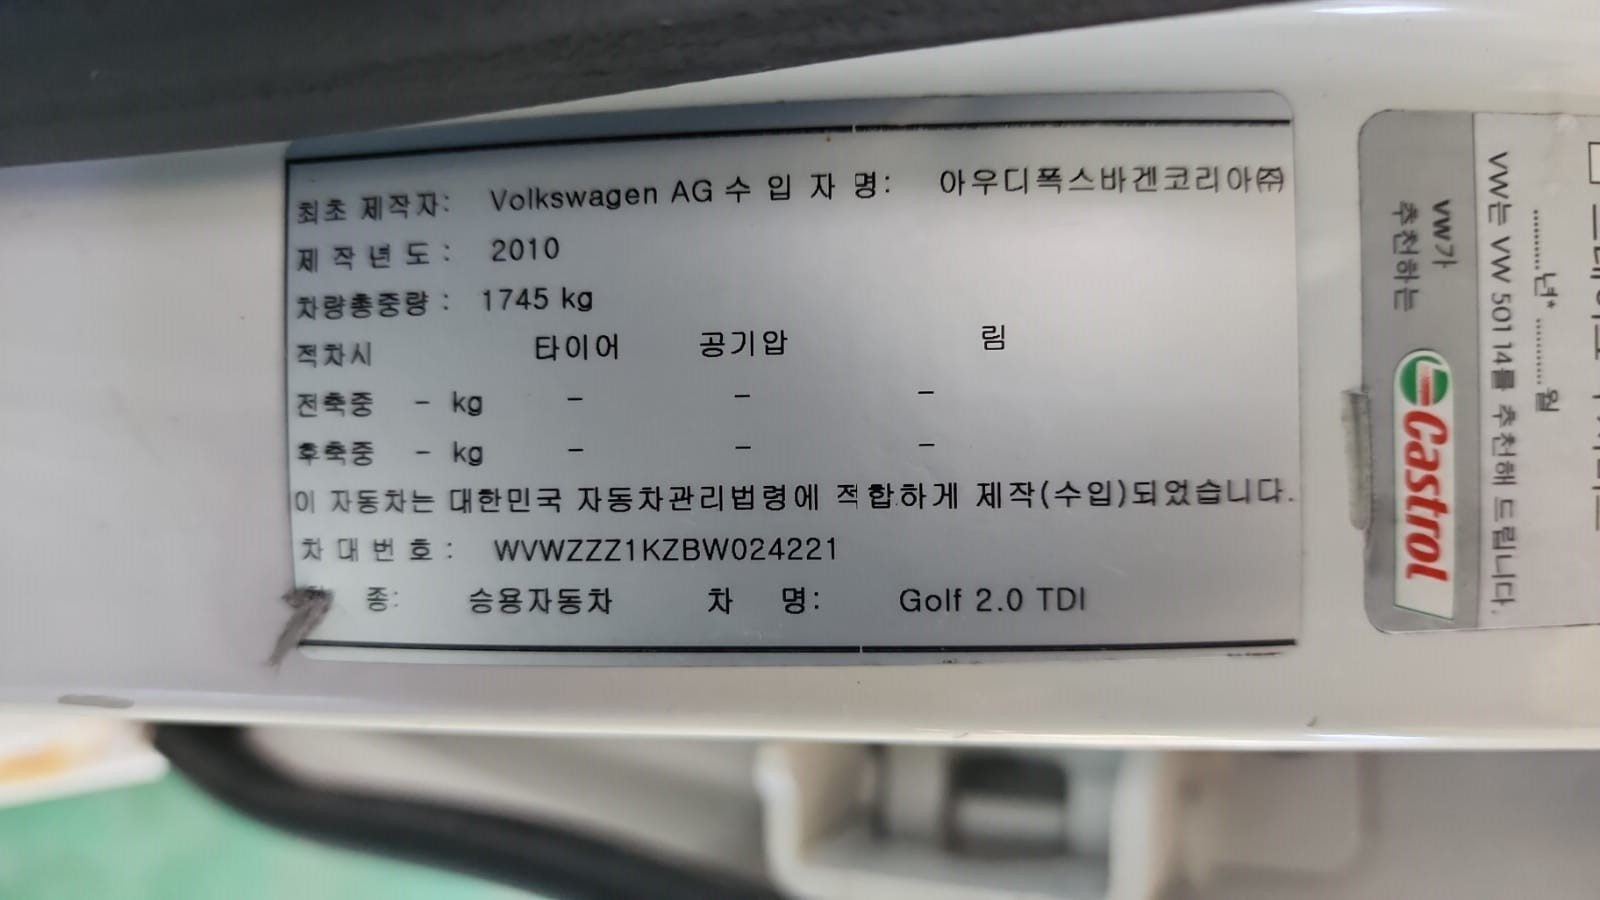 최초 제작자: Volkswagen AG 수 입 자 명: 아우디폭스바겐코리아㈜
제 작 년 도 : 2010
차량총중량 : 1745 kg
적차시 타이어 공기압 림
전축중 - kg - - -
후축중 - kg - - -
이 자동차는 대한민국 자동차관리법령에 적합하게 제작(수입)되었습니다.
차 대 번 호 : WVWZZZ1KZBW024221
종: 승용자동차 차 명: Golf 2.0 TDI
VW가
추천하는
Castrol
VW는 VW 501 14를 추천해 드립니다.
.........년* .........월